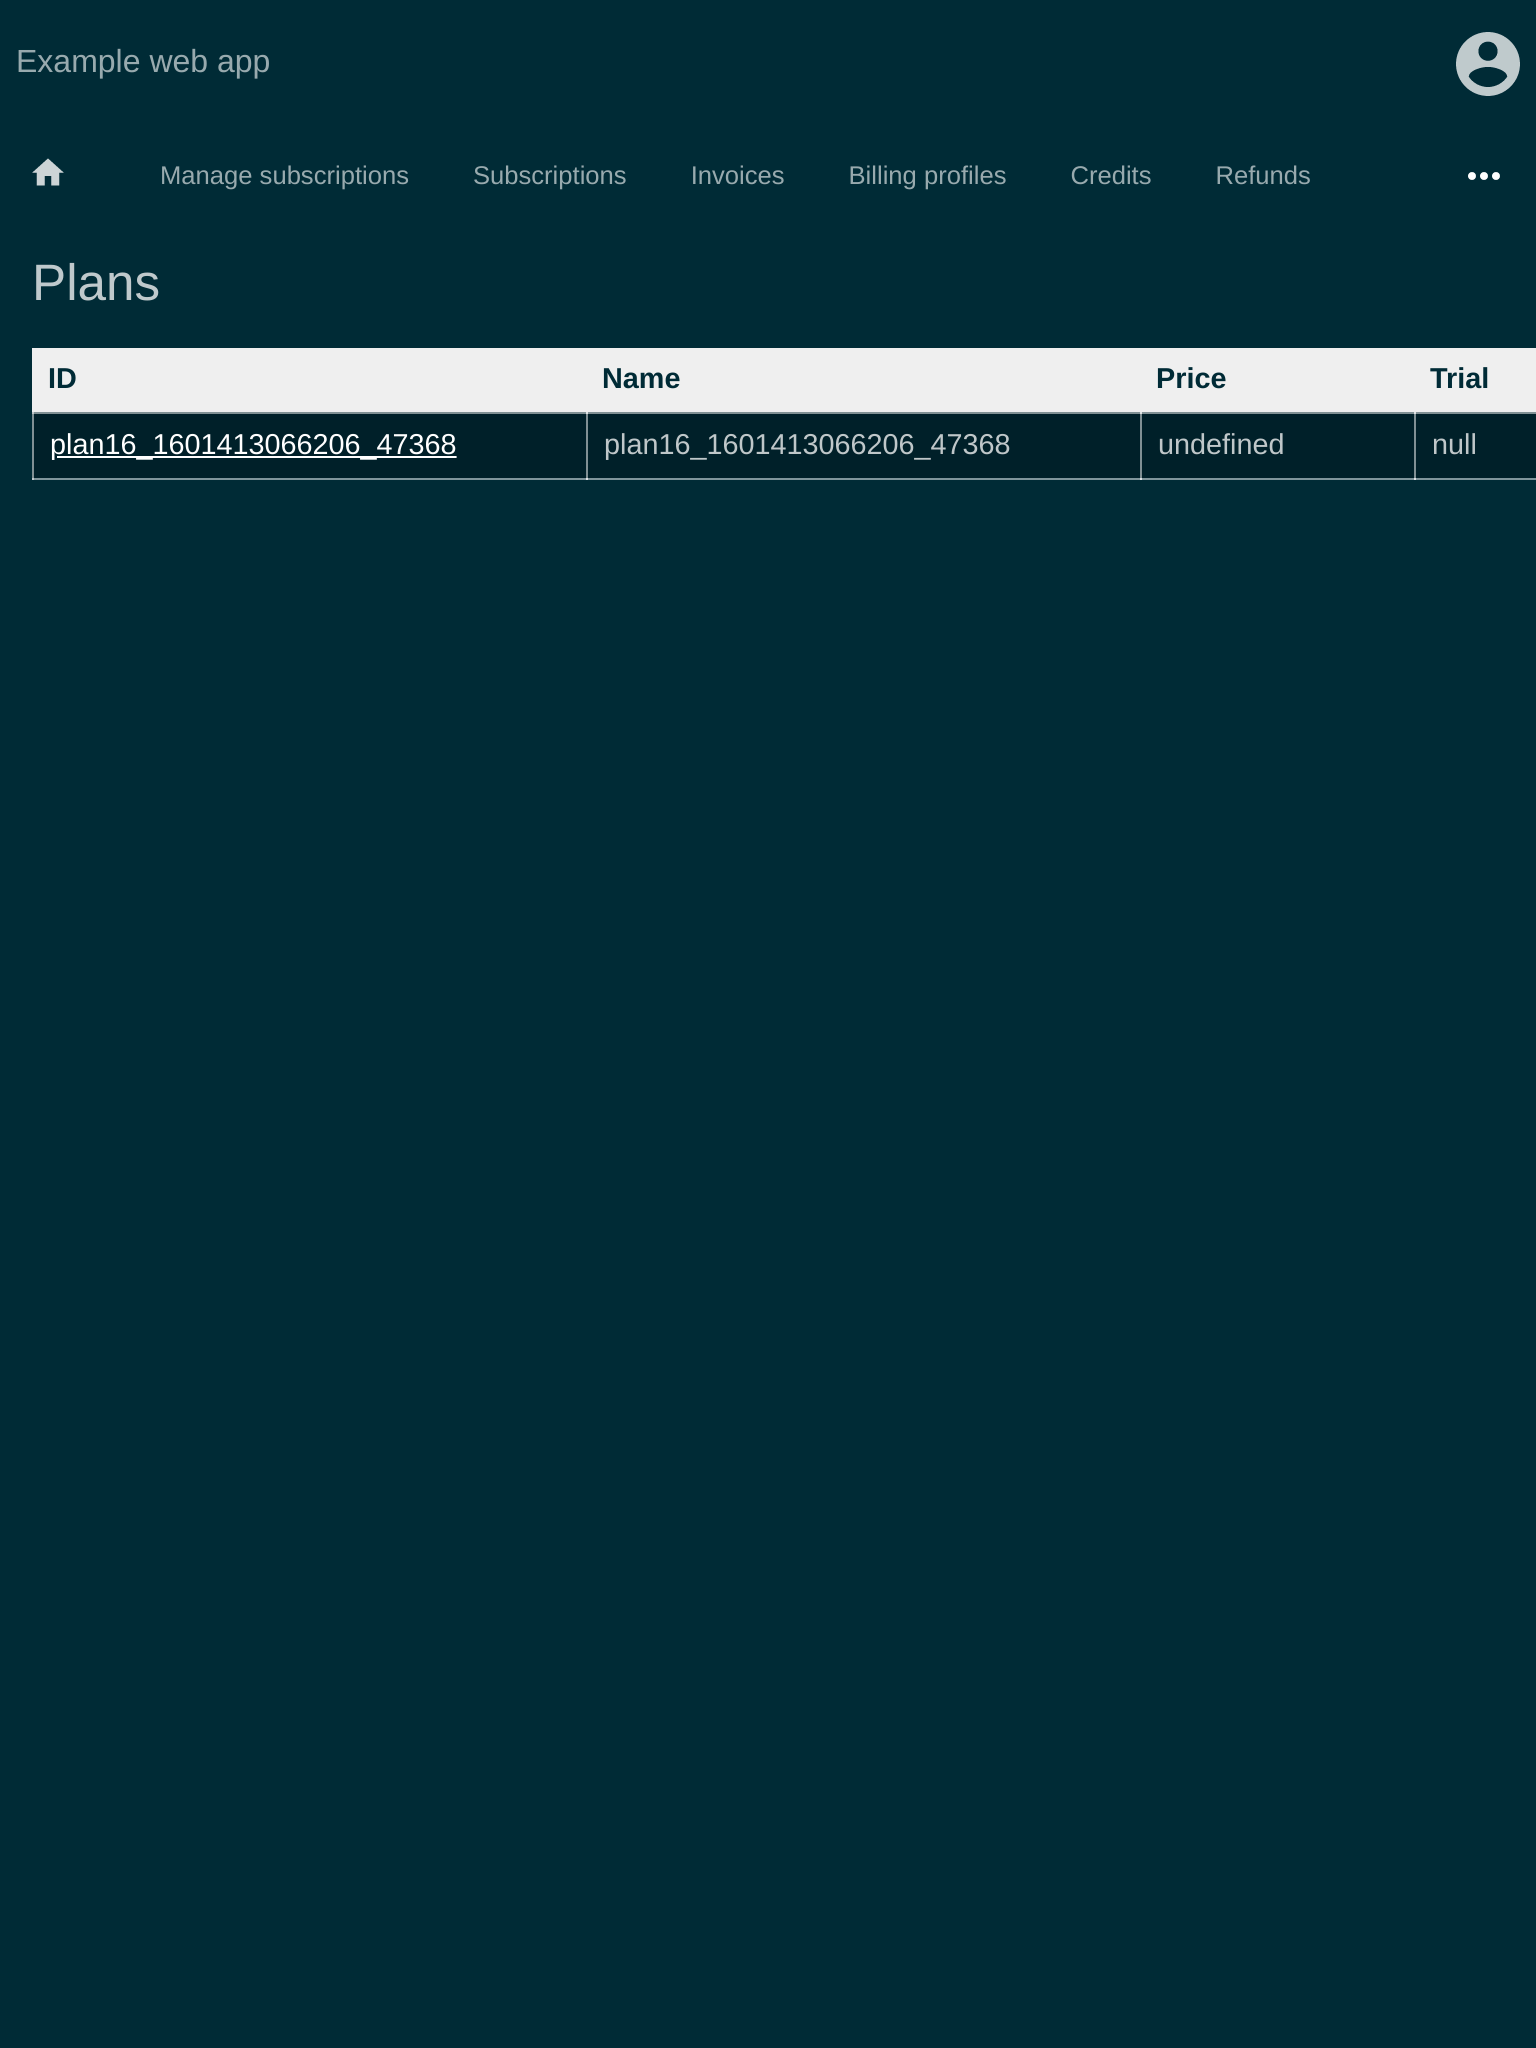 Example web app
Manage subscriptions Subscriptions Invoices Billing profiles Credits Refunds
Plans
ID Name Price Trial
plan16_1601413066206_47368 plan16_1601413066206_47368 undefined null